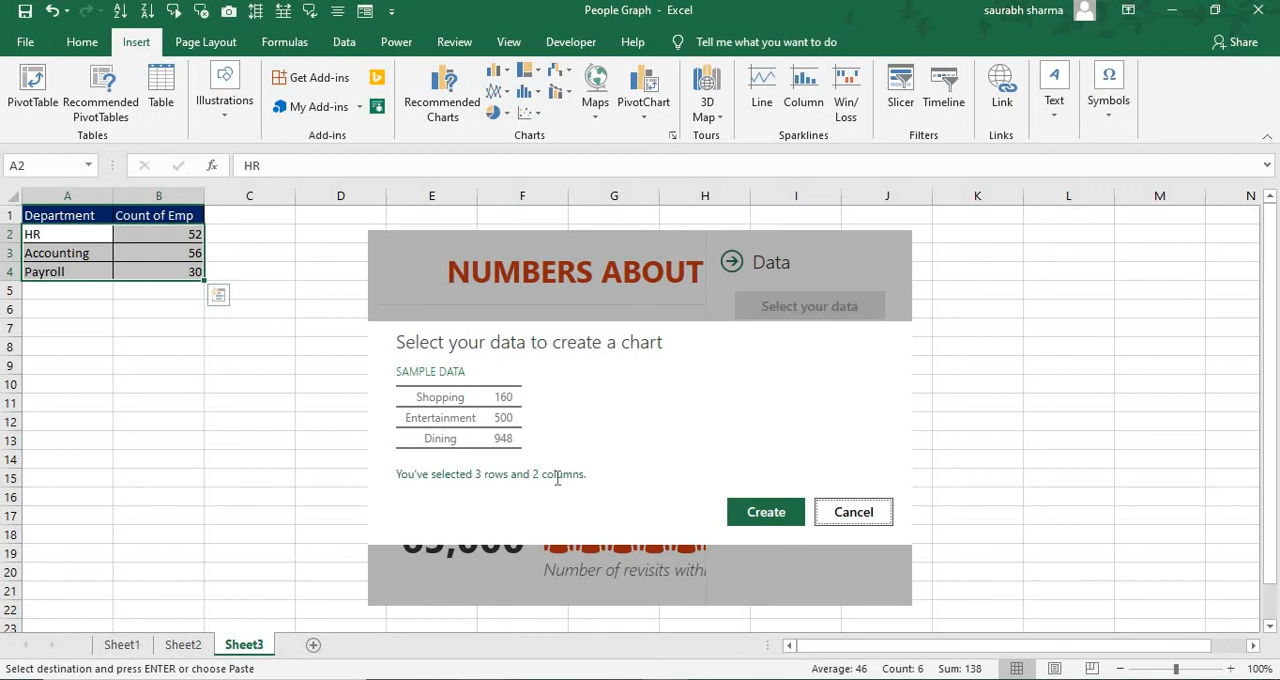 People Graph - Excel
saurabh sharma
File Home Insert Page Layout Formulas Data Power Review View Developer Help Tell me what you want to do Share
PivotTable
Recommended
PivotTables
Table
Tables
Illustrations
Get Add-ins
My Add-ins
Add-ins
Recommended
Charts
Maps
PivotChart
Charts
3D
Map
Tours
Line
Column
Win/
Loss
Sparklines
Slicer
Timeline
Filters
Link
Links
Text
Symbols
A2
fx
HR
A B C D E F G H I J K L M N
1 Department Count of Emp
2 HR 52
3 Accounting 56
4 Payroll 30
5
6
7
8
9
10
11
12
13
14
15
16
17
18
19
20
21
22
23
NUMBERS ABOUT
Data
Select your data
Select your data to create a chart
SAMPLE DATA
Shopping 160
Entertainment 500
Dining 948
You've selected 3 rows and 2 columns.
Create
Cancel
Number of revisits withi
Sheet1 Sheet2 Sheet3
Select destination and press ENTER or choose Paste
Average: 46 Count: 6 Sum: 138
100%